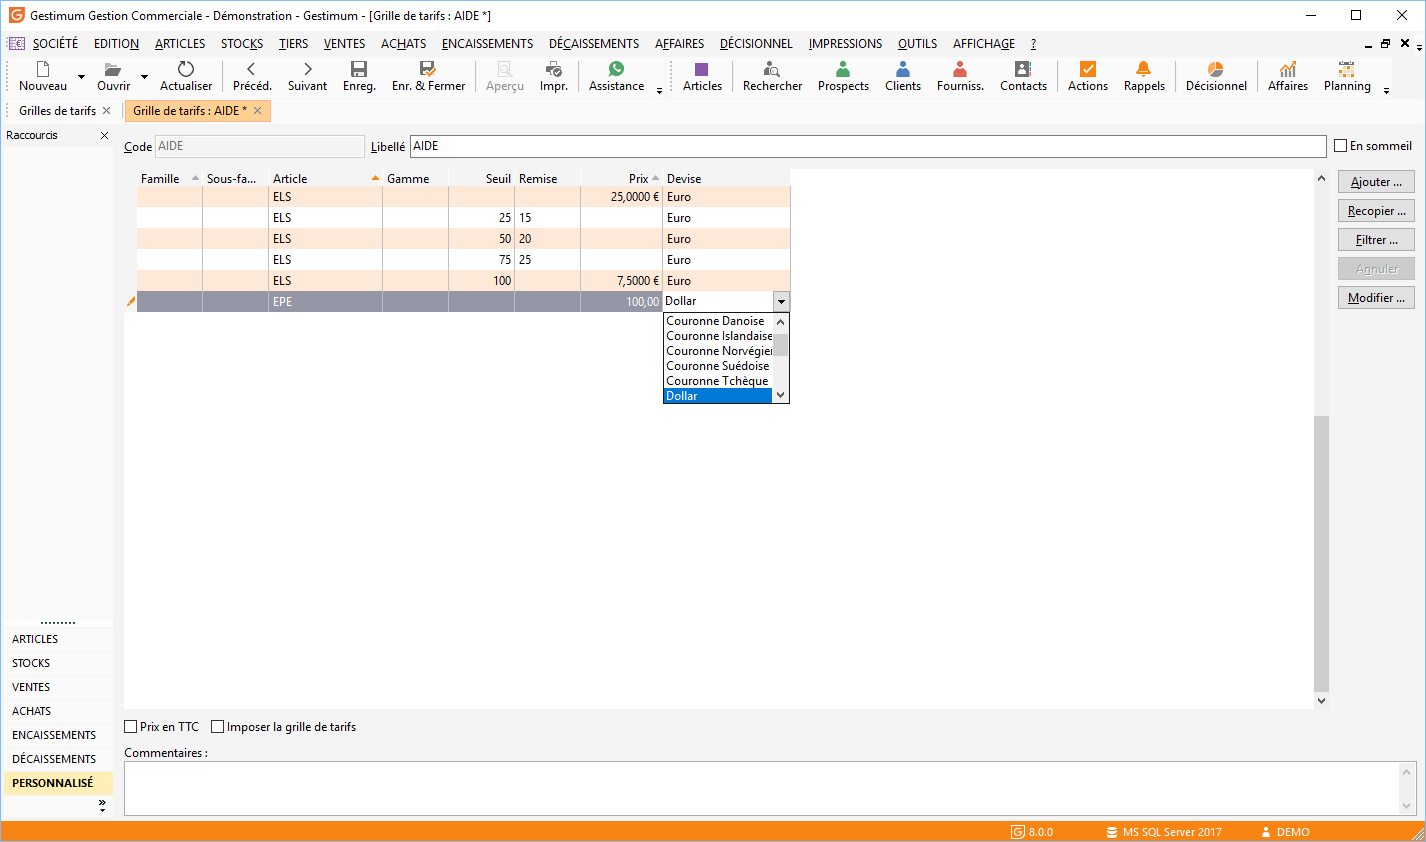 Gestimum Gestion Commerciale - Démonstration - Gestimum - [Grille de tarifs : AIDE *]
SOCIÉTÉ EDITION ARTICLES STOCKS TIERS VENTES ACHATS ENCAISSEMENTS DÉCAISSEMENTS AFFAIRES DÉCISIONNEL IMPRESSIONS OUTILS AFFICHAGE ?
Nouveau Ouvrir Actualiser Précéd. Suivant Enreg. Enr. & Fermer Aperçu Impr. Assistance Articles Rechercher Prospects Clients Fourniss. Contacts Actions Rappels Décisionnel Affaires Planning
Grilles de tarifs Grille de tarifs : AIDE *
Raccourcis
Code AIDE Libellé AIDE En sommeil
Famille Sous-fa... Article Gamme Seuil Remise Prix Devise
ELS 25,0000 € Euro
ELS 25 15 Euro
ELS 50 20 Euro
ELS 75 25 Euro
ELS 100 7,5000 € Euro
EPE 100,00 Dollar
Couronne Danoise
Couronne Islandaise
Couronne Norvégier
Couronne Suédoise
Couronne Tchèque
Dollar
Ajouter ...
Recopier ...
Filtrer ...
Annuler
Modifier ...
ARTICLES
STOCKS
VENTES
ACHATS
ENCAISSEMENTS
DÉCAISSEMENTS
PERSONNALISÉ
Prix en TTC Imposer la grille de tarifs
Commentaires :
8.0.0 MS SQL Server 2017 DEMO